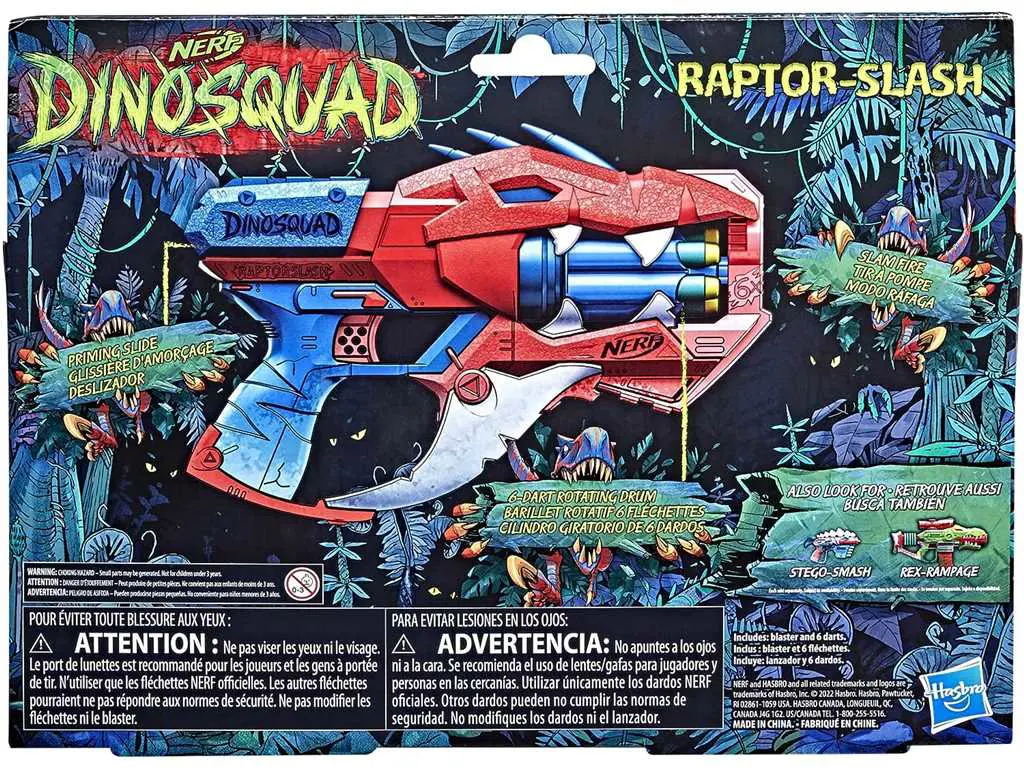 NERF
DINOSQUAD
RAPTOR-SLASH
DINOSQUAD
RAPTORSLASH
6X
NERF
SLAM FIRE
TIR À POMPE
MODO RÁFAGA
PRIMING SLIDE
GLISSIÈRE D'AMORÇAGE
DESLIZADOR
6-DART ROTATING DRUM
BARILLET ROTATIF 6 FLÉCHETTES
CILINDRO GIRATORIO DE 6 DARDOS
ALSO LOOK FOR • RETROUVE AUSSI
BUSCA TAMBIÉN
STEGO-SMASH
REX-RAMPAGE
WARNING: CHOKING HAZARD – Small parts may be generated. Not for children under 3 years.
ATTENTION : DANGER D'ÉTOUFFEMENT – Peut produire de petites pièces. Ne convient pas aux enfants de moins de 3 ans.
ADVERTENCIA: PELIGRO DE ASFIXIA – Pueden producirse piezas pequeñas. No conveniente para niños menores de 3 años.
0-3
POUR ÉVITER TOUTE BLESSURE AUX YEUX :
ATTENTION : Ne pas viser les yeux ni le visage.
Le port de lunettes est recommandé pour les joueurs et les gens à portée
de tir. N'utiliser que les fléchettes NERF officielles. Les autres fléchettes
pourraient ne pas répondre aux normes de sécurité. Ne pas modifier les
fléchettes ni le blaster.
PARA EVITAR LESIONES EN LOS OJOS:
ADVERTENCIA: No apuntes a los ojos
ni a la cara. Se recomienda el uso de lentes/gafas para jugadores y
personas en las cercanías. Utilizar únicamente los dardos NERF
oficiales. Otros dardos pueden no cumplir las normas de
seguridad. No modifiques los dardos ni el lanzador.
Includes: blaster and 6 darts.
Inclus : blaster et 6 fléchettes.
Incluye: lanzador y 6 dardos.
NERF and HASBRO and all related trademarks and logos are
trademarks of Hasbro, Inc. © 2022 Hasbro. Hasbro, Pawtucket,
RI 02861-1059 USA. HASBRO CANADA, LONGUEUIL, QC,
CANADA J4G 1G2. US/CANADA TEL. 1-800-255-5516.
MADE IN CHINA. • FABRIQUÉ EN CHINE.
Hasbro